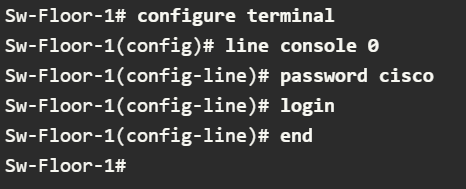 Sw-Floor-1# configure terminal
Sw-Floor-1(config)# line console 0
Sw-Floor-1(config-line)# password cisco
Sw-Floor-1(config-line)# login
Sw-Floor-1(config-line)# end
Sw-Floor-1#